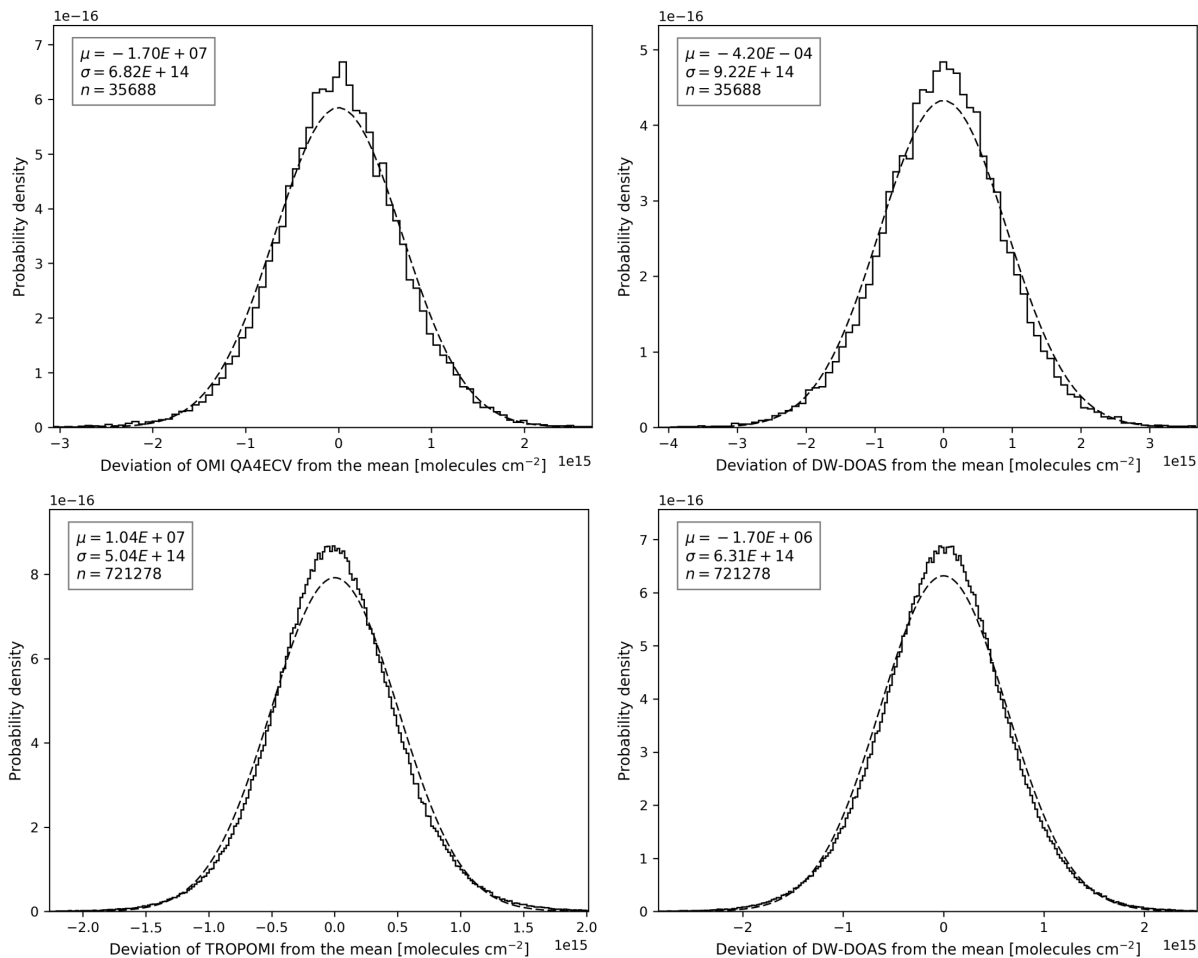 1e−16
μ = −1.70E + 07
σ = 6.82E + 14
n = 35688
Probability density
7
6
5
4
3
2
1
0
−3 −2 −1 0 1 2
1e15
Deviation of OMI QA4ECV from the mean [molecules cm⁻²]
1e−16
μ = −4.20E − 04
σ = 9.22E + 14
n = 35688
Probability density
5
4
3
2
1
0
−4 −3 −2 −1 0 1 2 3
1e15
Deviation of DW-DOAS from the mean [molecules cm⁻²]
1e−16
μ = 1.04E + 07
σ = 5.04E + 14
n = 721278
Probability density
8
6
4
2
0
−2.0 −1.5 −1.0 −0.5 0.0 0.5 1.0 1.5 2.0
1e15
Deviation of TROPOMI from the mean [molecules cm⁻²]
1e−16
μ = −1.70E + 06
σ = 6.31E + 14
n = 721278
Probability density
7
6
5
4
3
2
1
0
−2 −1 0 1 2
1e15
Deviation of DW-DOAS from the mean [molecules cm⁻²]